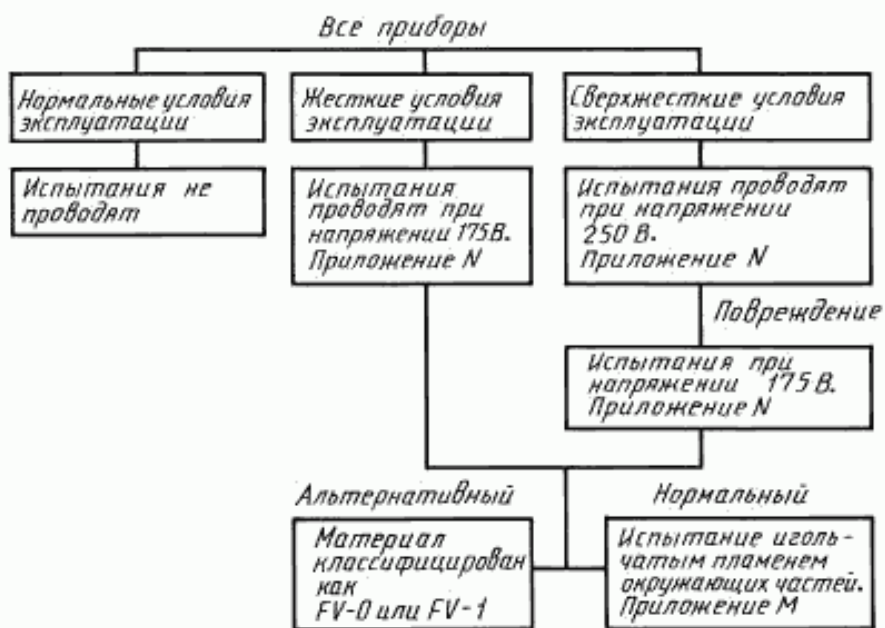 Все приборы
Нормальные условия
эксплуатации
Жесткие условия
эксплуатации
Сверхжесткие условия
эксплуатации
Испытания не
проводят
Испытания
проводят при
напряжении 175В.
Приложение N
Испытания проводят
при напряжении
250 В.
Приложение N
Повреждение
Испытания при
напряжении 175 В.
Приложение N
Альтернативный
Нормальный
Материал
классифицирован
как
FV-0 или FV-1
Испытание иголь-
чатым пламенем
окружающих частей.
Приложение М